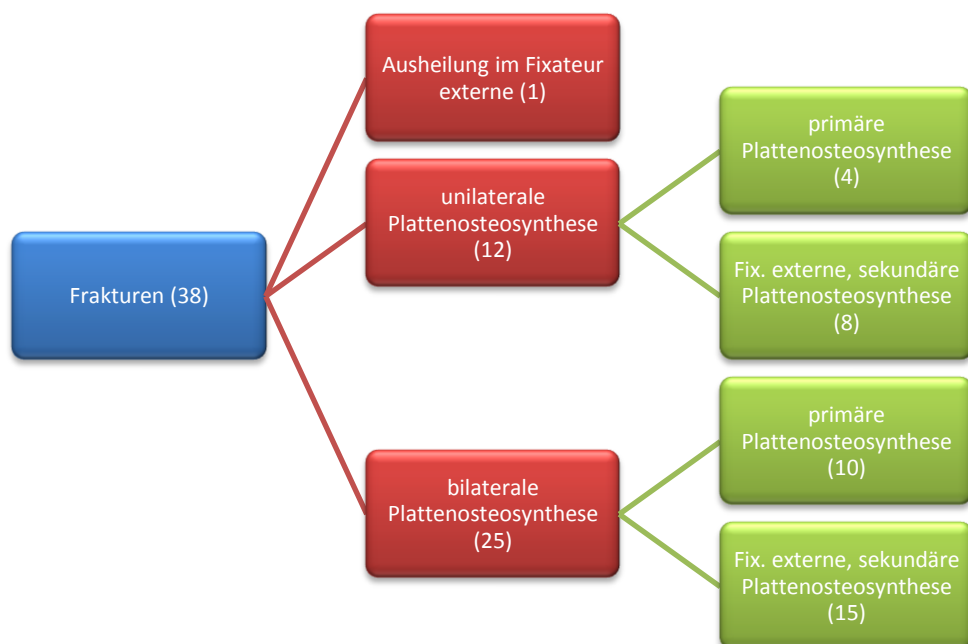 Frakturen (38)
Ausheilung im Fixateur
externe (1)
unilaterale
Plattenosteosynthese
(12)
bilaterale
Plattenosteosynthese
(25)
primäre
Plattenosteosynthese
(4)
Fix. externe, sekundäre
Plattenosteosynthese
(8)
primäre
Plattenosteosynthese
(10)
Fix. externe, sekundäre
Plattenosteosynthese
(15)